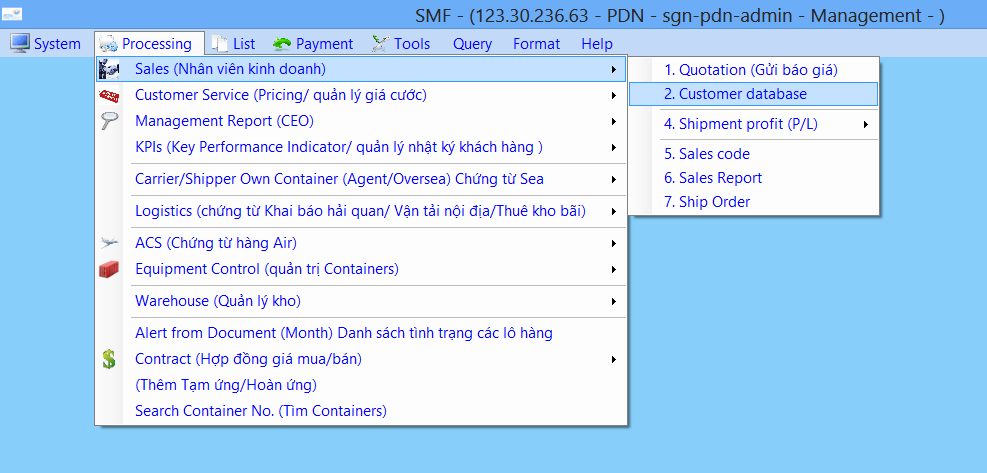 SMF - (123.30.236.63 - PDN - sgn-pdn-admin - Management - )
System Processing List Payment Tools Query Format Help
Sales (Nhân viên kinh doanh)
Customer Service (Pricing/ quản lý giá cước)
Management Report (CEO)
KPIs (Key Performance Indicator/ quản lý nhật ký khách hàng )
Carrier/Shipper Own Container (Agent/Oversea) Chứng từ Sea
Logistics (chứng từ Khai báo hải quan/ Vận tải nội địa/Thuê kho bãi)
ACS (Chứng từ hàng Air)
Equipment Control (quản trị Containers)
Warehouse (Quản lý kho)
Alert from Document (Month) Danh sách tình trạng các lô hàng
Contract (Hợp đồng giá mua/bán)
(Thêm Tạm ứng/Hoàn ứng)
Search Container No. (Tìm Containers)
1. Quotation (Gửi báo giá)
2. Customer database
4. Shipment profit (P/L)
5. Sales code
6. Sales Report
7. Ship Order